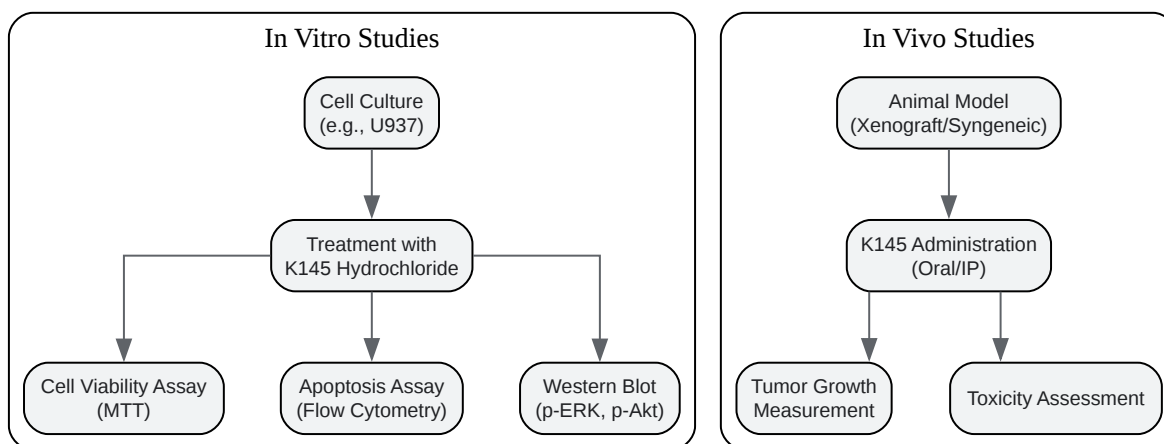 In Vitro Studies
Cell Culture
(e.g., U937)
Treatment with
K145 Hydrochloride
Cell Viability Assay
(MTT)
Apoptosis Assay
(Flow Cytometry)
Western Blot
(p-ERK, p-Akt)
In Vivo Studies
Animal Model
(Xenograft/Syngeneic)
K145 Administration
(Oral/IP)
Tumor Growth
Measurement
Toxicity Assessment